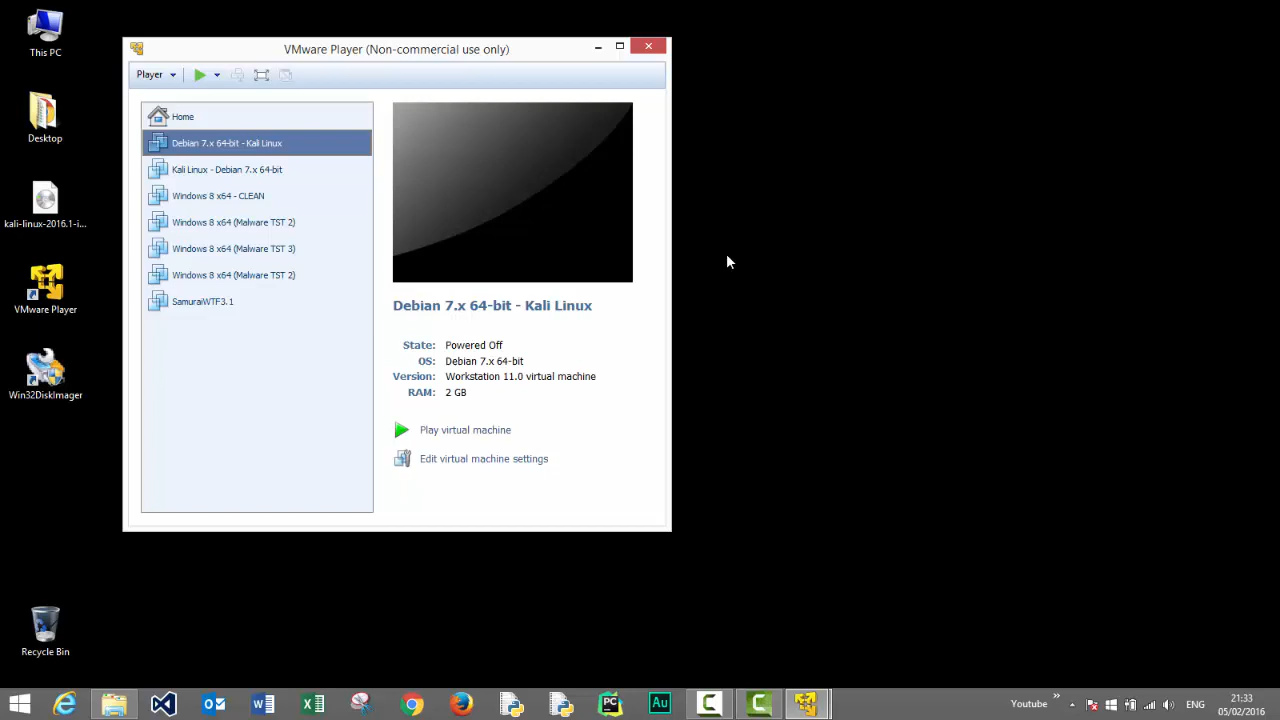 This PC
Desktop
kali-linux-2016.1-i...
VMware Player
Win32DiskImager
Recycle Bin
VMware Player (Non-commercial use only)
Player
Home
Debian 7.x 64-bit - Kali Linux
Kali Linux - Debian 7.x 64-bit
Windows 8 x64 - CLEAN
Windows 8 x64 (Malware TST 2)
Windows 8 x64 (Malware TST 3)
Windows 8 x64 (Malware TST 2)
SamuraiWTF3.1
Debian 7.x 64-bit - Kali Linux
State: Powered Off
OS: Debian 7.x 64-bit
Version: Workstation 11.0 virtual machine
RAM: 2 GB
Play virtual machine
Edit virtual machine settings
PC
Au
Youtube
ENG
21:33
05/02/2016